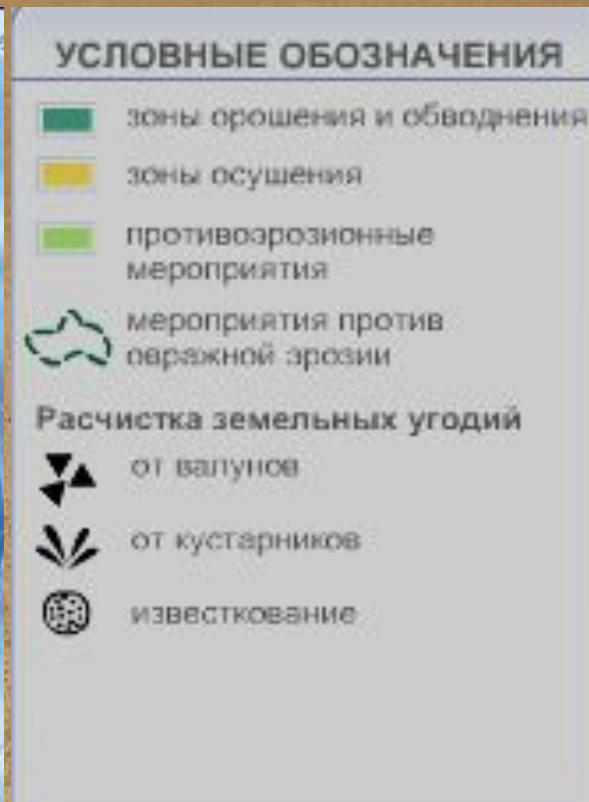 УСЛОВНЫЕ ОБОЗНАЧЕНИЯ
зоны орошения и обводнения
зоны осушения
противоэрозионные
мероприятия
мероприятия против
овражной эрозии
Расчистка земельных угодий
от валунов
от кустарников
известкование